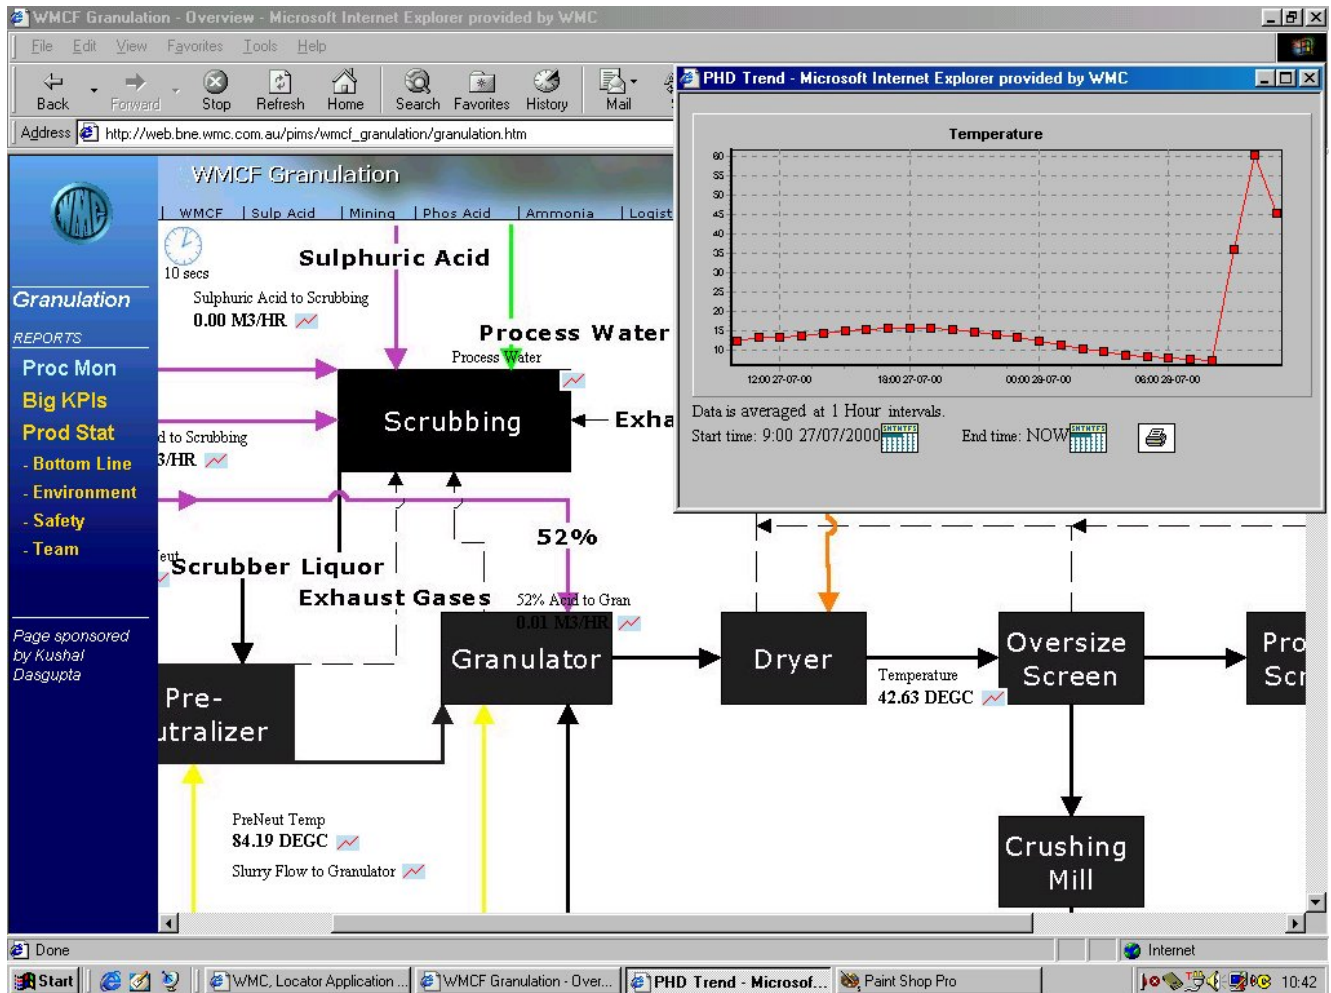 WMCF Granulation - Overview - Microsoft Internet Explorer provided by WMC
File Edit View Favorites Tools Help
Back Forward Stop Refresh Home Search Favorites History Mail
Address http://web.bne.wmc.com.au/pims/wmcf_granulation/granulation.htm
PHD Trend - Microsoft Internet Explorer provided by WMC
Temperature
60
55
50
45
40
35
30
25
20
15
10
12:00 27-07-00 18:00 27-07-00 00:00 28-07-00 06:00 28-07-00
Data is averaged at 1 Hour intervals.
Start time: 9:00 27/07/2000 End time: NOW
WMC
Granulation
REPORTS
Proc Mon
Big KPIs
Prod Stat
- Bottom Line
- Environment
- Safety
- Team
Page sponsored
by Kushal
Dasgupta
WMCF Granulation
| WMCF | Sulp Acid | Mining | Phos Acid | Ammonia | Logist
10 secs
Sulphuric Acid
Sulphuric Acid to Scrubbing
0.00 M3/HR
Process Water
Process Water
Scrubbing
Exha
d to Scrubbing
3/HR
52%
eut
Scrubber Liquor
Exhaust Gases
52% Acid to Gran
0.01 M3/HR
Granulator
Dryer
Temperature
42.63 DEGC
Oversize
Screen
Pro
Scr
Pre-
utralizer
PreNeut Temp
84.19 DEGC
Slurry Flow to Granulator
Crushing
Mill
Done
Internet
Start WMC, Locator Application ... WMCF Granulation - Over... PHD Trend - Microsof... Paint Shop Pro 10:42